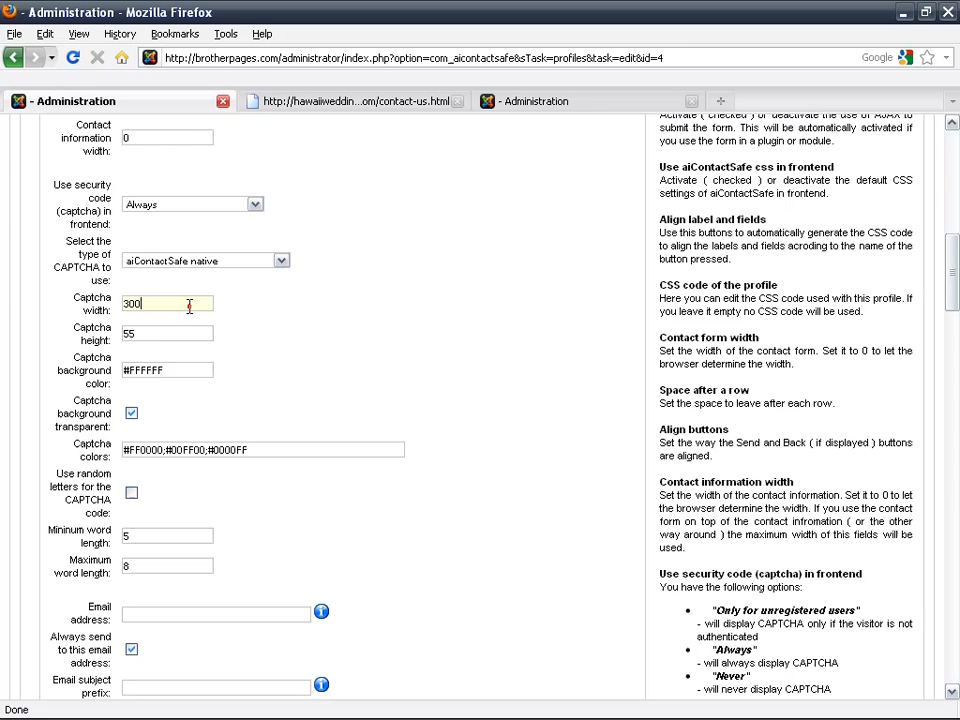 - Administration - Mozilla Firefox
File Edit View History Bookmarks Tools Help
http://brotherpages.com/administrator/index.php?option=com_aicontactsafe&sTask=profiles&task=edit&id=4
Google
- Administration
http://hawaiiweddin...om/contact-us.html
- Administration
Contact
information
width:
0
Use security
code
(captcha) in
frontend:
Always
Select the
type of
CAPTCHA to
use:
aiContactSafe native
Captcha
width:
300
Captcha
height:
55
Captcha
background
color:
#FFFFFF
Captcha
background
transparent:
Captcha
colors:
#FF0000;#00FF00;#0000FF
Use random
letters for the
CAPTCHA
code:
Mininum word
length:
5
Maximum
word length:
8
Email
address:
Always send
to this email
address:
Email subject
prefix:
Activate ( checked ) or deactivate the use of AJAX to
submit the form. This will be automatically activated if
you use the form in a plugin or module.
Use aiContactSafe css in frontend
Activate ( checked ) or deactivate the default CSS
settings of aiContactSafe in frontend.
Align label and fields
Use this buttons to automatically generate the CSS code
to align the labels and fields acroding to the name of the
button pressed.
CSS code of the profile
Here you can edit the CSS code used with this profile. If
you leave it empty no CSS code will be used.
Contact form width
Set the width of the contact form. Set it to 0 to let the
browser determine the width.
Space after a row
Set the space to leave after each row.
Align buttons
Set the way the Send and Back ( if displayed ) buttons
are aligned.
Contact information width
Set the width of the contact information. Set it to 0 to let
the browser determine the width. If you use the contact
form on top of the contact infromation ( or the other
way around ) the maximum width of this fields will be
used.
Use security code (captcha) in frontend
You have the following options:
• "Only for unregistered users"
- will display CAPTCHA only if the visitor is not
authenticated
• "Always"
- will always display CAPTCHA
• "Never"
- will never display CAPTCHA
Done